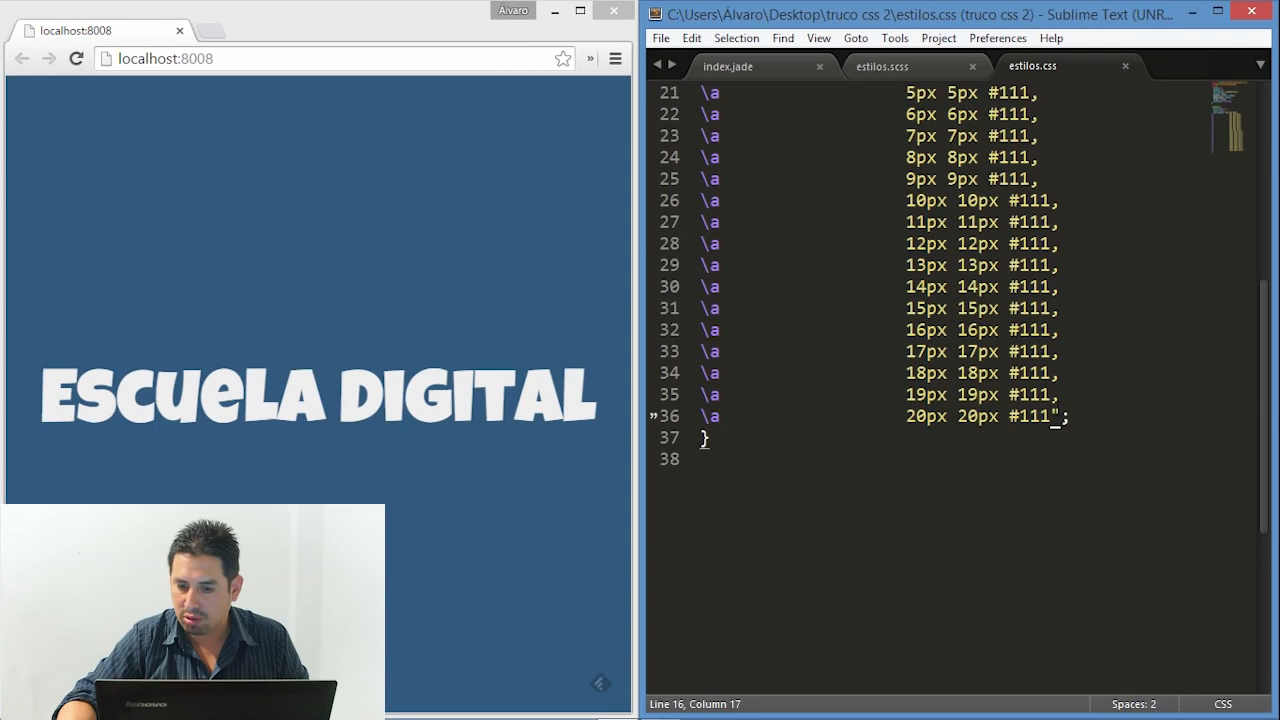 Álvaro
localhost:8008
localhost:8008
»
ESCUELA DIGITAL
lenovo
C:\Users\Álvaro\Desktop\truco css 2\estilos.css (truco css 2) - Sublime Text (UNR...
File Edit Selection Find View Goto Tools Project Preferences Help
index.jade estilos.scss estilos.css
21 \a 5px 5px #111,
22 \a 6px 6px #111,
23 \a 7px 7px #111,
24 \a 8px 8px #111,
25 \a 9px 9px #111,
26 \a 10px 10px #111,
27 \a 11px 11px #111,
28 \a 12px 12px #111,
29 \a 13px 13px #111,
30 \a 14px 14px #111,
31 \a 15px 15px #111,
32 \a 16px 16px #111,
33 \a 17px 17px #111,
34 \a 18px 18px #111,
35 \a 19px 19px #111,
»36 \a 20px 20px #111";
37 }
38
Line 16, Column 17 Spaces: 2 CSS